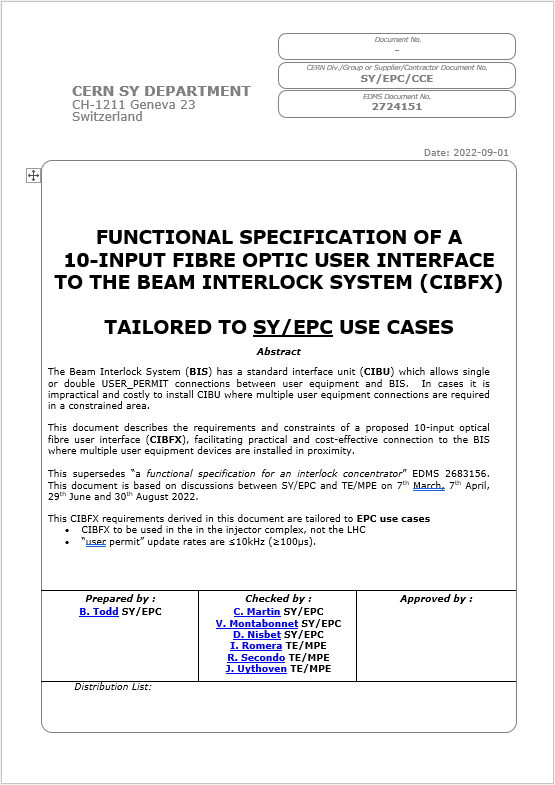 Document No.
-
CERN Div./Group or Supplier/Contractor Document No.
SY/EPC/CCE
EDMS Document No.
2724151
CERN SY DEPARTMENT
CH-1211 Geneva 23
Switzerland
Date: 2022-09-01
FUNCTIONAL SPECIFICATION OF A
10-INPUT FIBRE OPTIC USER INTERFACE
TO THE BEAM INTERLOCK SYSTEM (CIBFX)
TAILORED TO SY/EPC USE CASES
Abstract
The Beam Interlock System (BIS) has a standard interface unit (CIBU) which allows single
or double USER_PERMIT connections between user equipment and BIS. In cases it is
impractical and costly to install CIBU where multiple user equipment connections are required
in a constrained area.
This document describes the requirements and constraints of a proposed 10-input optical
fibre user interface (CIBFX), facilitating practical and cost-effective connection to the BIS
where multiple user equipment devices are installed in proximity.
This supersedes “a functional specification for an interlock concentrator” EDMS 2683156.
This document is based on discussions between SY/EPC and TE/MPE on 7th March, 7th April,
29th June and 30th August 2022.
This CIBFX requirements derived in this document are tailored to EPC use cases
• CIBFX to be used in the in the injector complex, not the LHC
• “user permit” update rates are ≤10kHz (≥100µs).
Prepared by :
B. Todd SY/EPC
Checked by :
C. Martin SY/EPC
V. Montabonnet SY/EPC
D. Nisbet SY/EPC
I. Romera TE/MPE
R. Secondo TE/MPE
J. Uythoven TE/MPE
Approved by :
Distribution List: